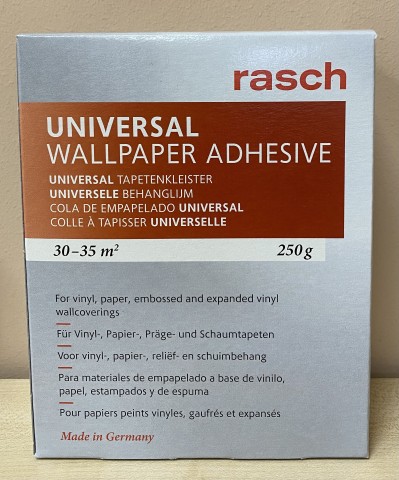 rasch
UNIVERSAL
WALLPAPER ADHESIVE
UNIVERSAL TAPETENKLEISTER
UNIVERSELE BEHANGLIJM
COLA DE EMPAPELADO UNIVERSAL
COLLE À TAPISSER UNIVERSELLE
30–35 m² 250g
For vinyl, paper, embossed and expanded vinyl
wallcoverings
Für Vinyl-, Papier-, Präge- und Schaumtapeten
Voor vinyl-, papier-, reliëf- en schuimbehang
Para materiales de empapelado a base de vinilo,
papel, estampados y de espuma
Pour papiers peints vinyles, gaufrés et expansés
Made in Germany